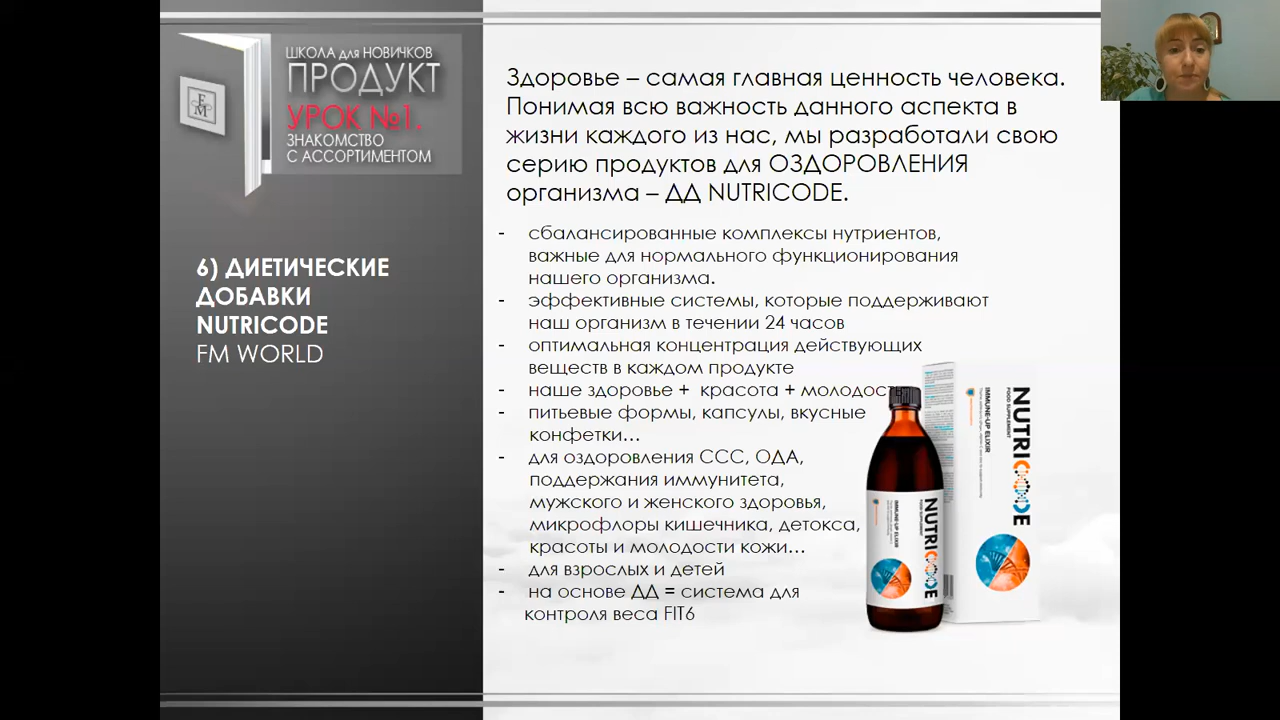 ШКОЛА для НОВИЧКОВ
ПРОДУКТ
УРОК №1.
ЗНАКОМСТВО
С АССОРТИМЕНТОМ
FM
6) ДИЕТИЧЕСКИЕ
ДОБАВКИ
NUTRICODE
FM WORLD
Здоровье – самая главная ценность человека.
Понимая всю важность данного аспекта в
жизни каждого из нас, мы разработали свою
серию продуктов для ОЗДОРОВЛЕНИЯ
организма – ДД NUTRICODE.
- сбалансированные комплексы нутриентов,
важные для нормального функционирования
нашего организма.
- эффективные системы, которые поддерживают
наш организм в течении 24 часов
- оптимальная концентрация действующих
веществ в каждом продукте
- наше здоровье + красота + молодость
- питьевые формы, капсулы, вкусные
конфетки…
- для оздоровления ССС, ОДА,
поддержания иммунитета,
мужского и женского здоровья,
микрофлоры кишечника, детокса,
красоты и молодости кожи…
- для взрослых и детей
- на основе ДД = система для
контроля веса FIT6
NUTRICODE
FOOD SUPPLEMENT
IMMUNE-UP ELIXIR
NUTRICODE
FOOD SUPPLEMENT
IMMUNE-UP ELIXIR